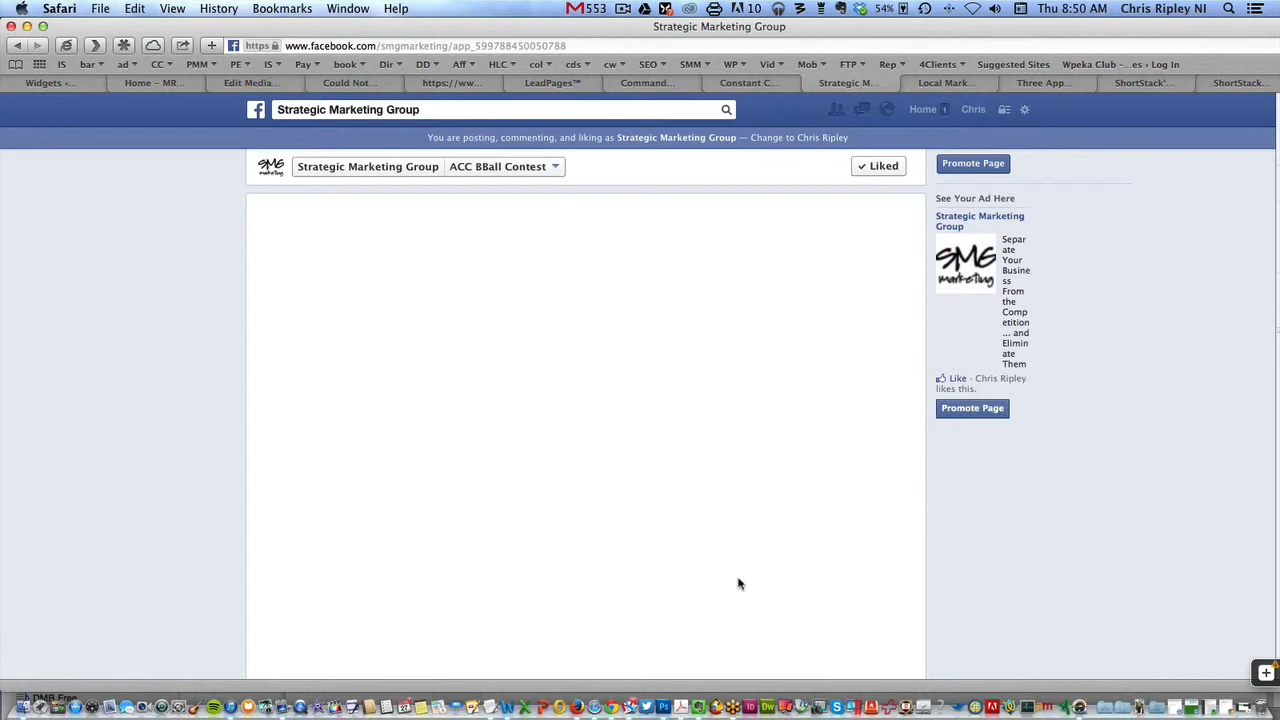 Safari File Edit View History Bookmarks Window Help 553 10 54% Thu 8:50 AM Chris Ripley NI
Strategic Marketing Group
https www.facebook.com/smgmarketing/app_599788450050788
IS bar ad CC PMM PE IS Pay book Dir DD Aff HLC col cds cw SEO SMM WP Vid Mob FTP Rep 4Clients Suggested Sites Wpeka Club -...es › Log In
Widgets ‹... Home – MR... Edit Media... Could Not... https://ww... LeadPages™ Command... Constant C... Strategic M... Local Mark... Three App... ShortStack'... ShortStack...
Strategic Marketing Group Home 1 Chris
You are posting, commenting, and liking as Strategic Marketing Group — Change to Chris Ripley
SMG marketing Strategic Marketing Group ACC BBall Contest Liked
Promote Page
See Your Ad Here
Strategic Marketing
Group
SMG
marketing
Separ
ate
Your
Busine
ss
From
the
Comp
etition
... and
Elimin
ate
Them
Like · Chris Ripley
likes this.
Promote Page
DMB Free